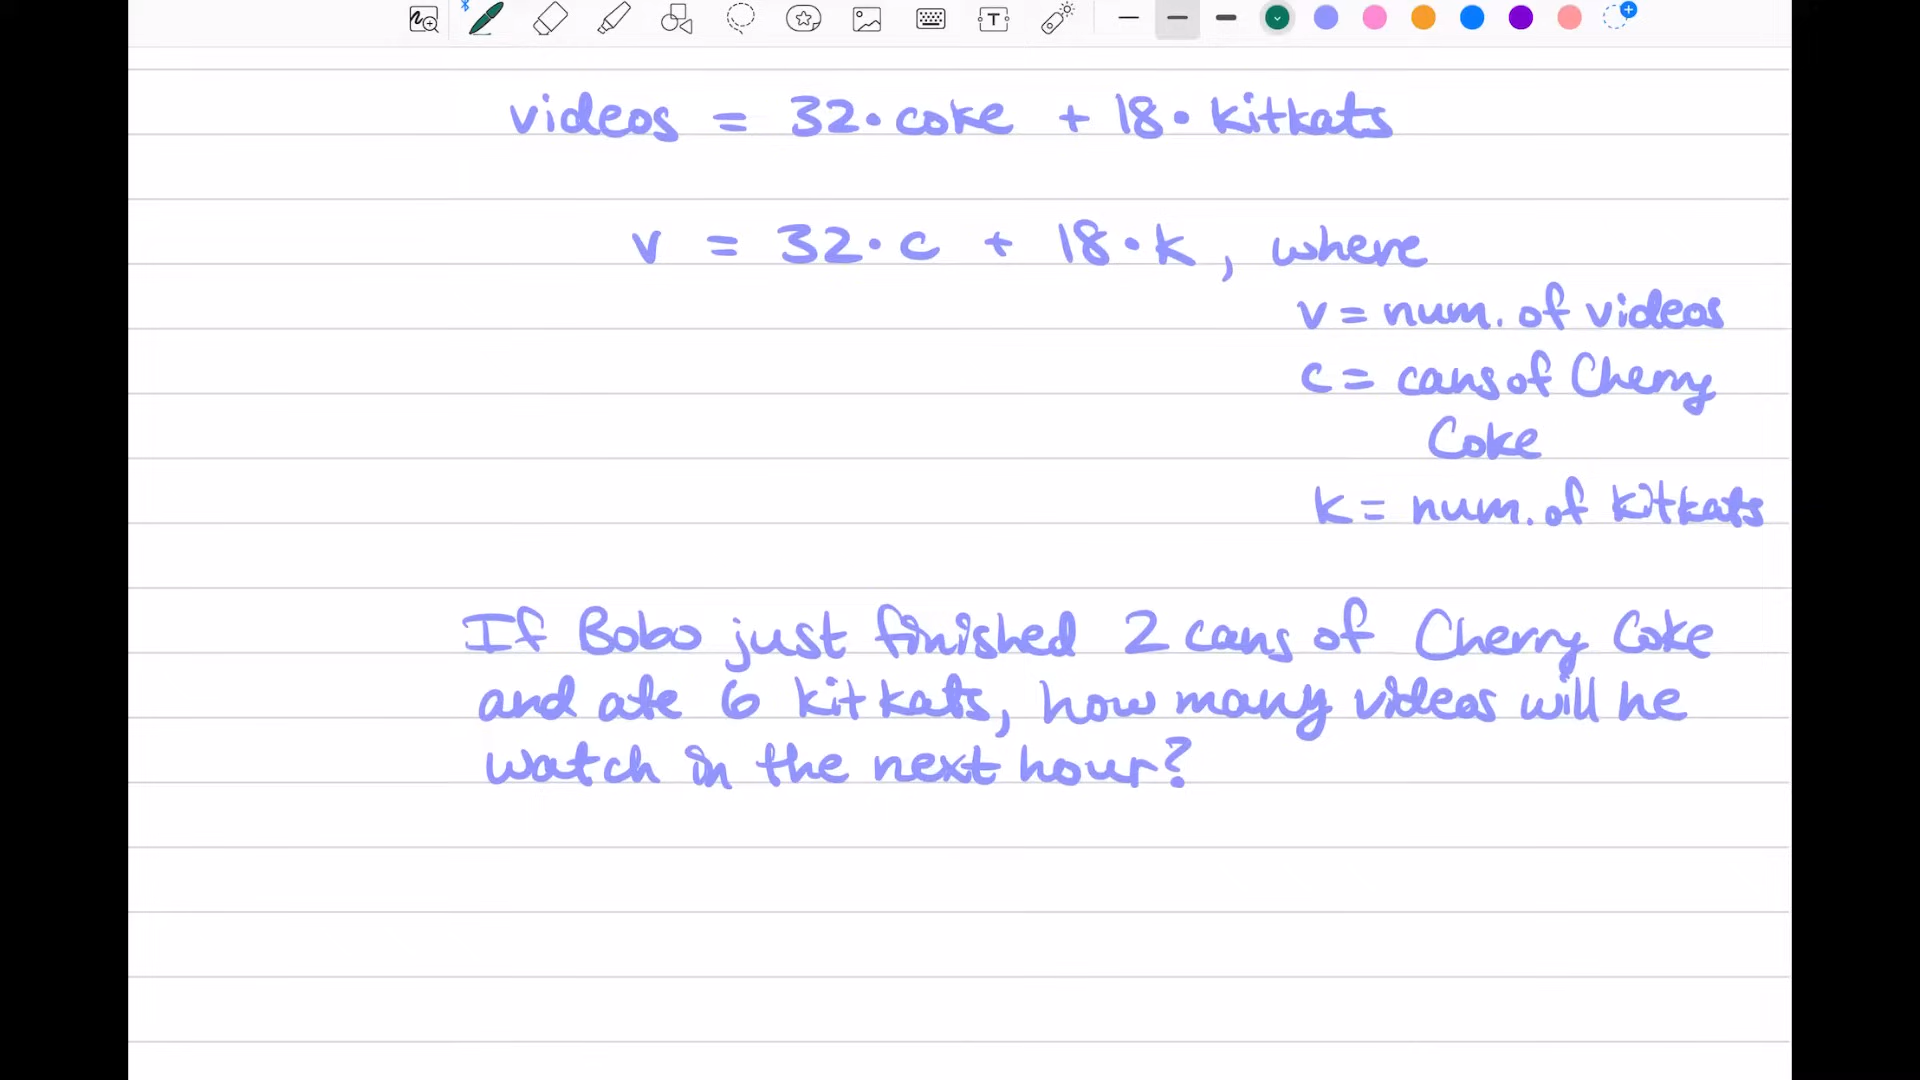 videos = 32·coke + 18·kitkats
v = 32·c + 18·k, where
v = num. of videos
c = cans of Cherry
Coke
k = num. of kitkats
If Bobo just finished 2 cans of Cherry Coke
and ate 6 kitkats, how many videos will he
watch in the next hour?